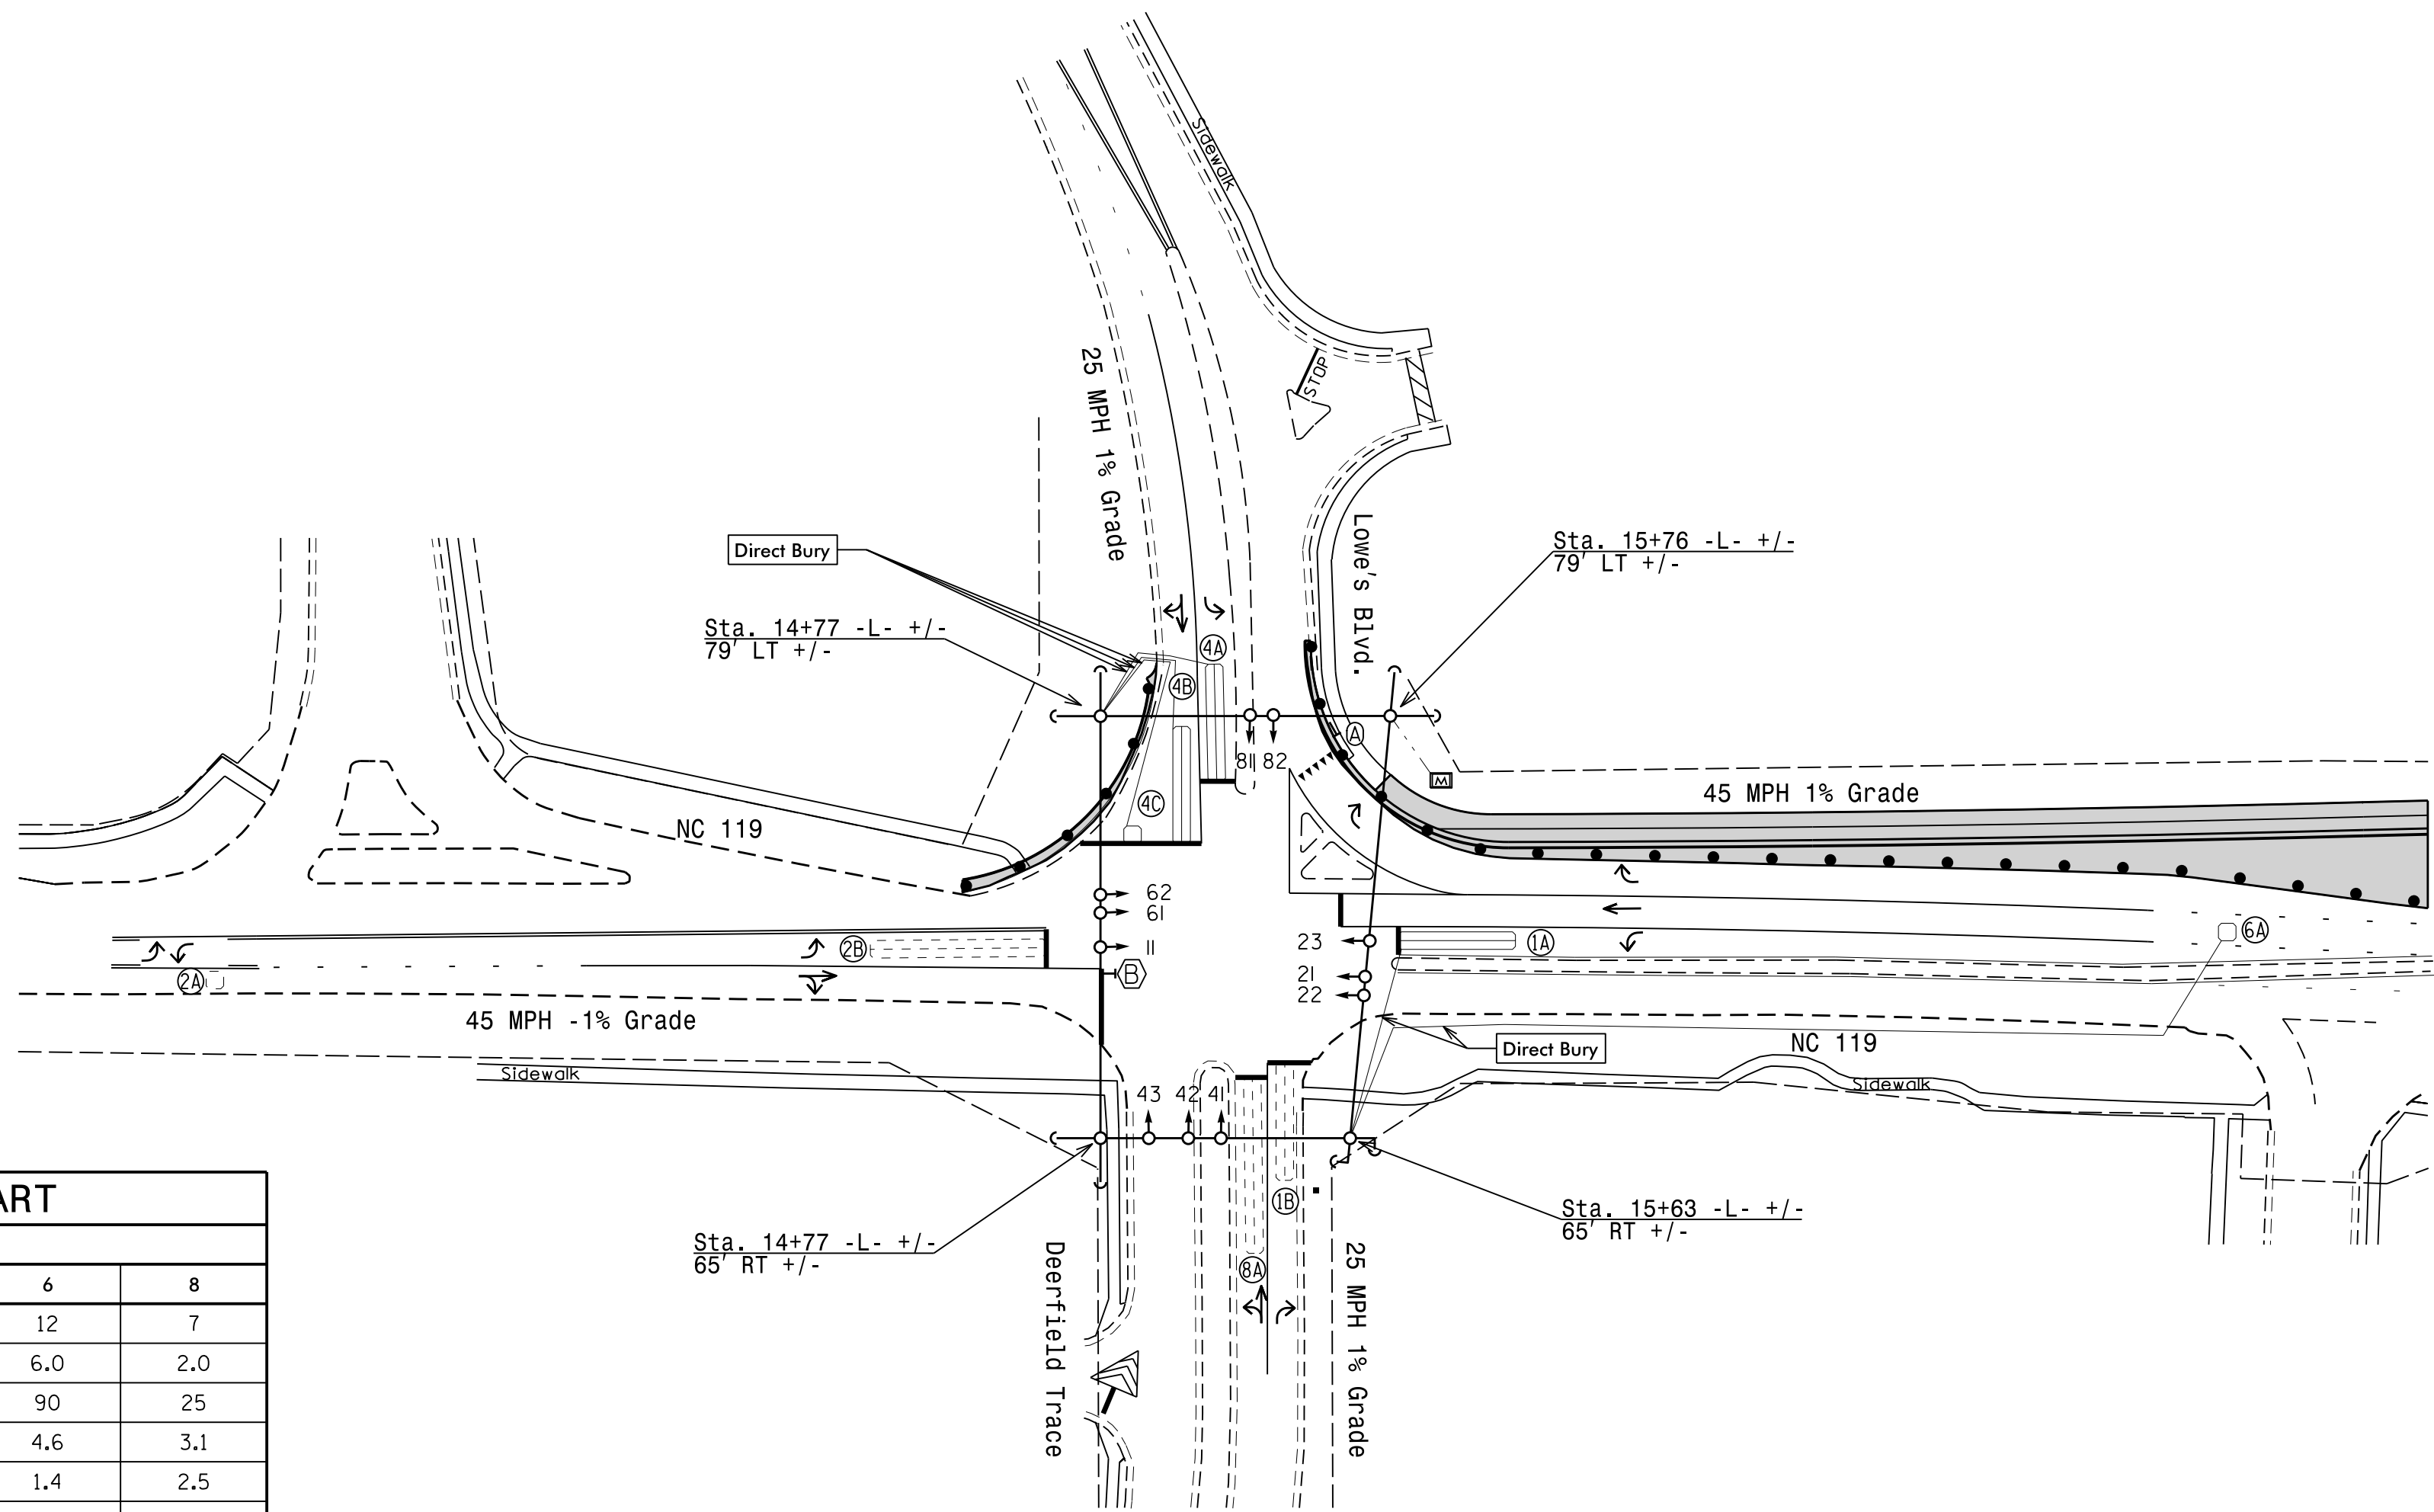 Sidewalk
STOP
25 MPH 1% Grade
Lowe's Blvd.
Direct Bury
Sta. 15+76 -L- +/-
79' LT +/-
Sta. 14+77 -L- +/-
79' LT +/-
4A
4B
4C
81 82
A
M
45 MPH 1% Grade
NC 119
62
61
11
B
2B
2A
23
21
22
1A
6A
45 MPH -1% Grade
Direct Bury
NC 119
Sidewalk
Sidewalk
43 42 41
1B
8A
Sta. 15+63 -L- +/-
65' RT +/-
Sta. 14+77 -L- +/-
65' RT +/-
Deerfield Trace
25 MPH 1% Grade
ART
6 8
12 7
6.0 2.0
90 25
4.6 3.1
1.4 2.5